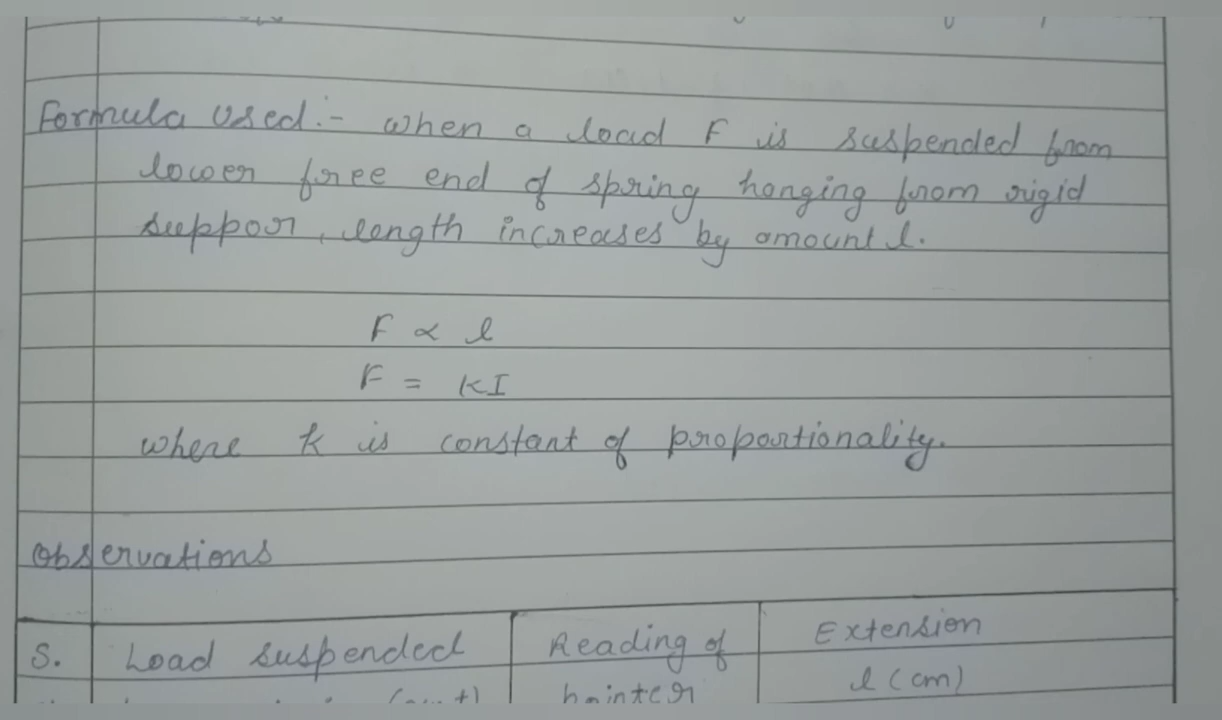 Formula used :- when a load F is suspended from
lower free end of spring hanging from rigid
suppor, length increases by amount l.
F ∝ l
F = KI
where k is constant of proportionality.
Observations
S. Load suspended Reading of Extension
pointer l (cm)